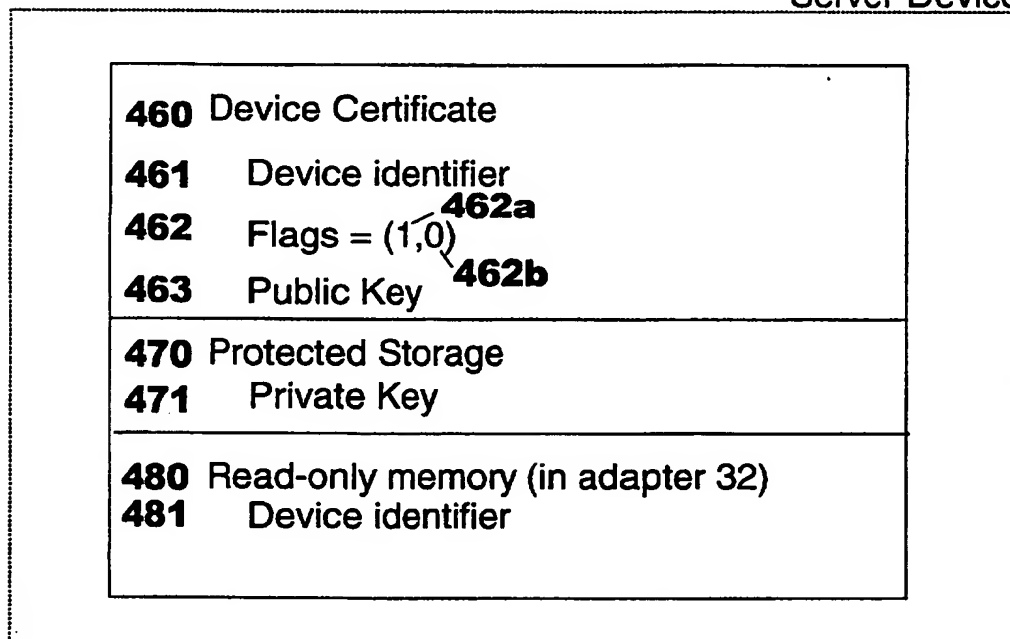 Server Device
460 Device Certificate
461 Device identifier
462a
462 Flags = (1,0)
462b
463 Public Key
470 Protected Storage
471 Private Key
480 Read-only memory (in adapter 32)
481 Device identifier